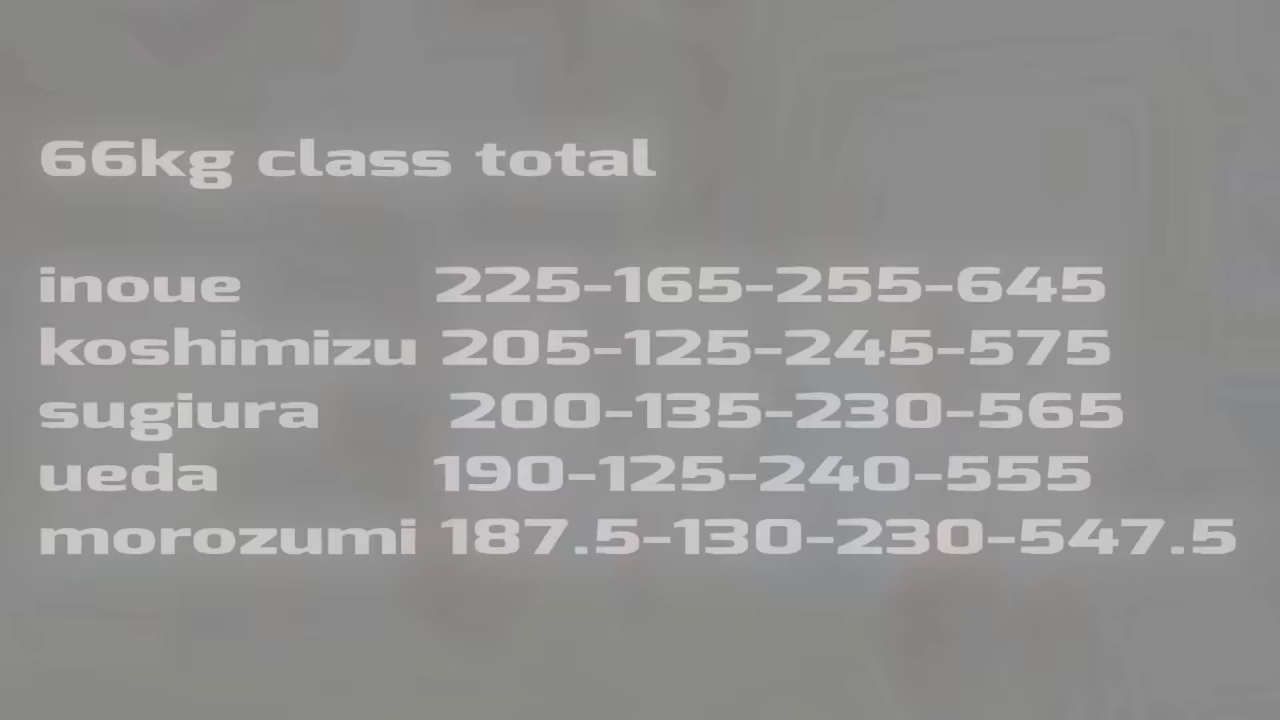 66kg class total
inoue 225-165-255-645
koshimizu 205-125-245-575
sugiura 200-135-230-565
ueda 190-125-240-555
morozumi 187.5-130-230-547.5